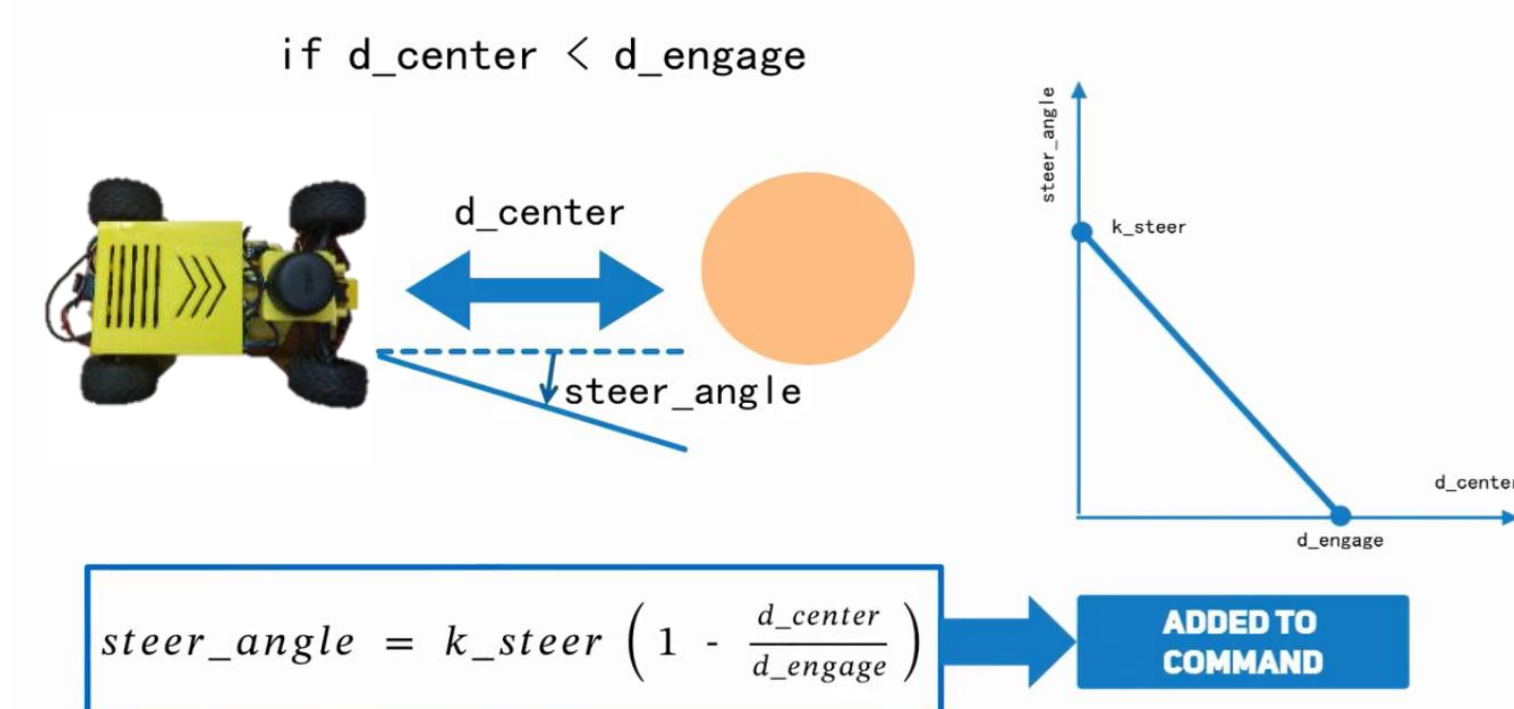 if d_center < d_engage
d_center
steer_angle
steer_angle
k_steer
d_center
d_engage
steer_angle = k_steer ( 1 - d_center / d_engage )
ADDED TO
COMMAND